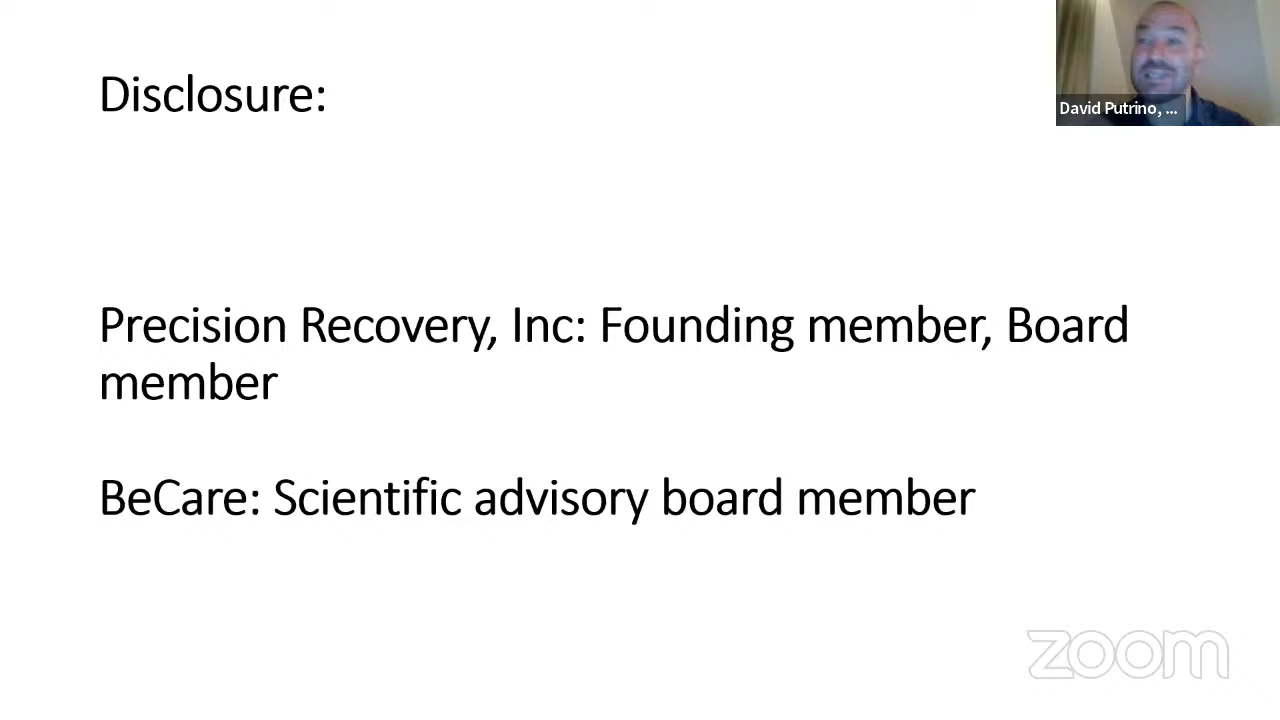 Disclosure:
David Putrino, ...
Precision Recovery, Inc: Founding member, Board
member
BeCare: Scientific advisory board member
zoom